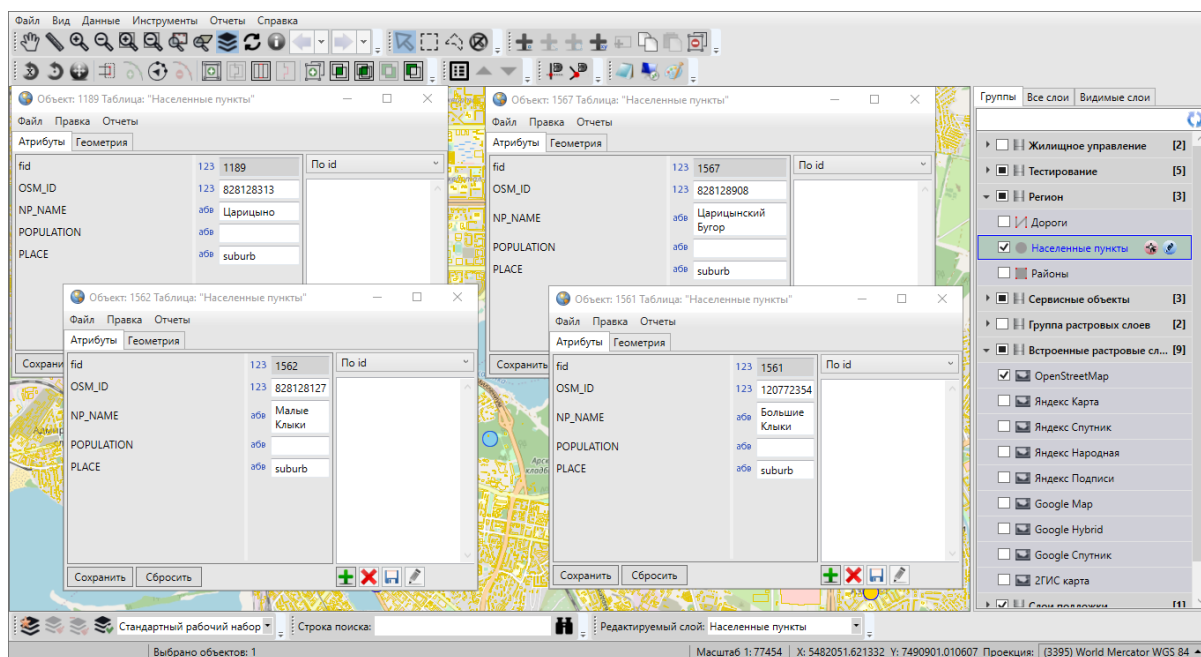 Файл Вид Данные Инструменты Отчеты Справка
Объект: 1189 Таблица: "Населенные пункты"
Файл Правка Отчеты
Атрибуты Геометрия
fid 123 1189 По id
OSM_ID 123 828128313
NP_NAME абв Царицыно
POPULATION абв
PLACE абв suburb
Сохрани
Объект: 1567 Таблица: "Населенные пункты"
Файл Правка Отчеты
Атрибуты Геометрия
fid 123 1567 По id
OSM_ID 123 828128908
NP_NAME абв Царицынский
Бугор
POPULATION абв
PLACE абв suburb
Сохранить
Объект: 1562 Таблица: "Населенные пункты"
Файл Правка Отчеты
Атрибуты Геометрия
fid 123 1562 По id
OSM_ID 123 828128127
NP_NAME абв Малые
Клыки
POPULATION абв
PLACE абв suburb
Сохранить Сбросить
Объект: 1561 Таблица: "Населенные пункты"
Файл Правка Отчеты
Атрибуты Геометрия
fid 123 1561 По id
OSM_ID 123 120772354
NP_NAME абв Большие
Клыки
POPULATION абв
PLACE абв suburb
Сохранить Сбросить
Группы Все слои Видимые слои
Жилищное управление [2]
Тестирование [5]
Регион [3]
Дороги
Населенные пункты
Районы
Сервисные объекты [3]
Группа растровых слоев [2]
Встроенные растровые сл... [9]
OpenStreetMap
Яндекс Карта
Яндекс Спутник
Яндекс Народная
Яндекс Подписи
Google Map
Google Hybrid
Google Спутник
2ГИС карта
Слои подложки [1]
Стандартный рабочий набор Строка поиска: Редактируемый слой: Населенные пункты
Выбрано объектов: 1 Масштаб 1: 77454 X: 5482051.621332 Y: 7490901.010607 Проекция: (3395) World Mercator WGS 84